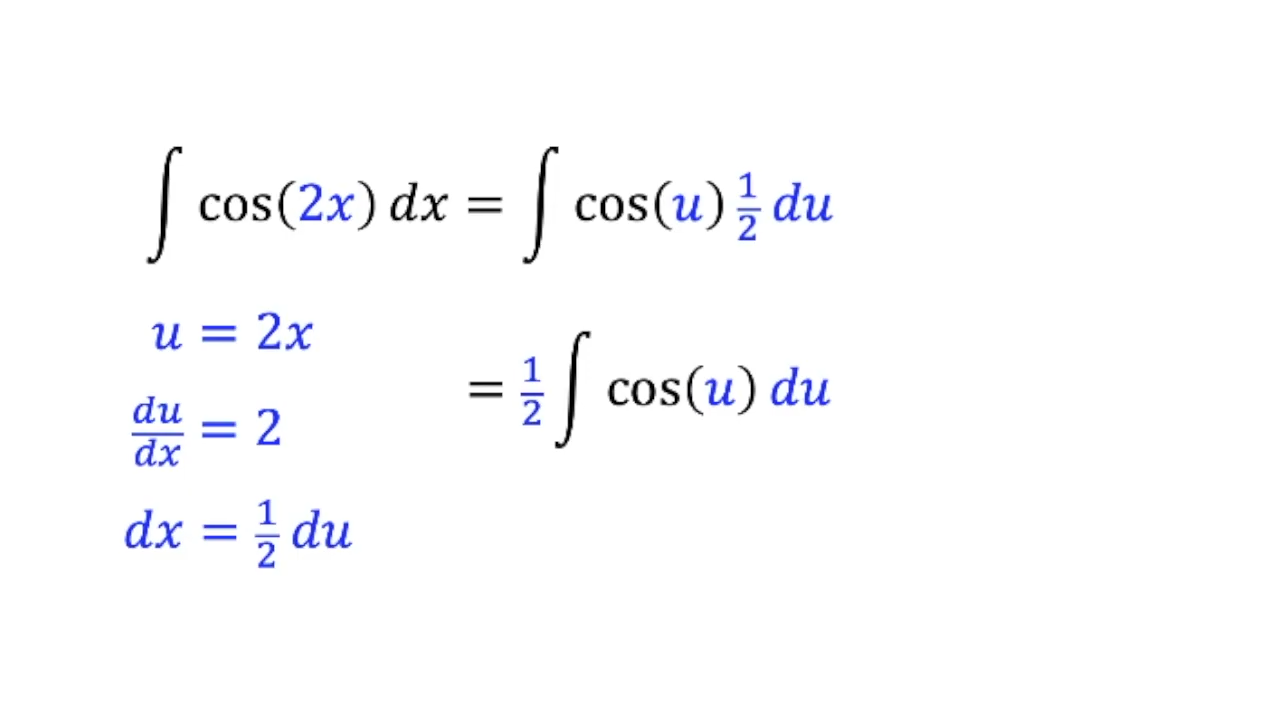 ∫ cos(2x) dx = ∫ cos(u) ½ du
u = 2x
= ½ ∫ cos(u) du
du/dx = 2
dx = ½ du